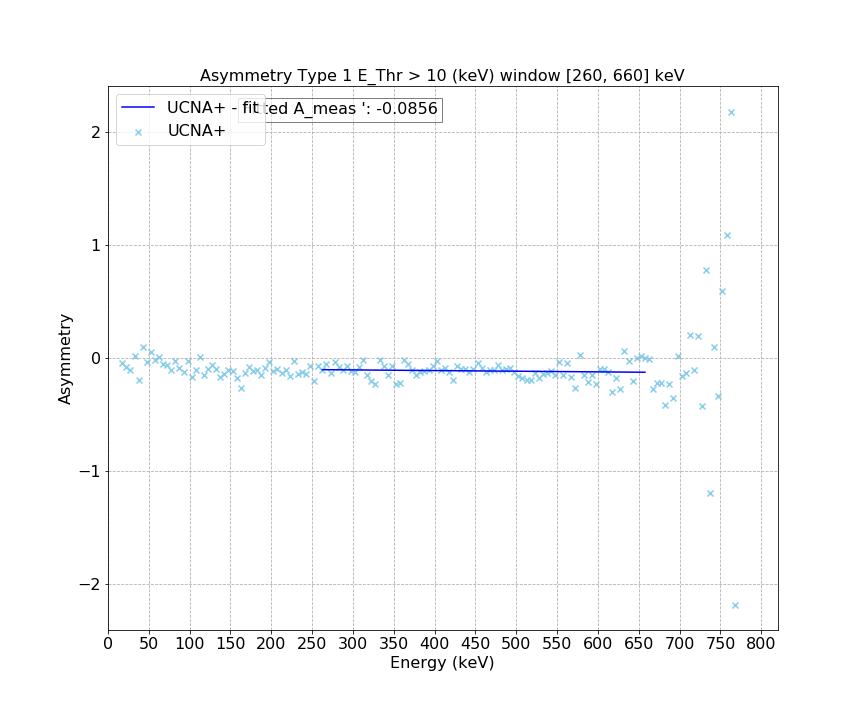 Asymmetry Type 1 E_Thr > 10 (keV) window [260, 660] keV
UCNA+ - fit
ted A_meas ': -0.0856
UCNA+
2
1
0
−1
−2
Asymmetry
0 50 100 150 200 250 300 350 400 450 500 550 600 650 700 750 800
Energy (keV)